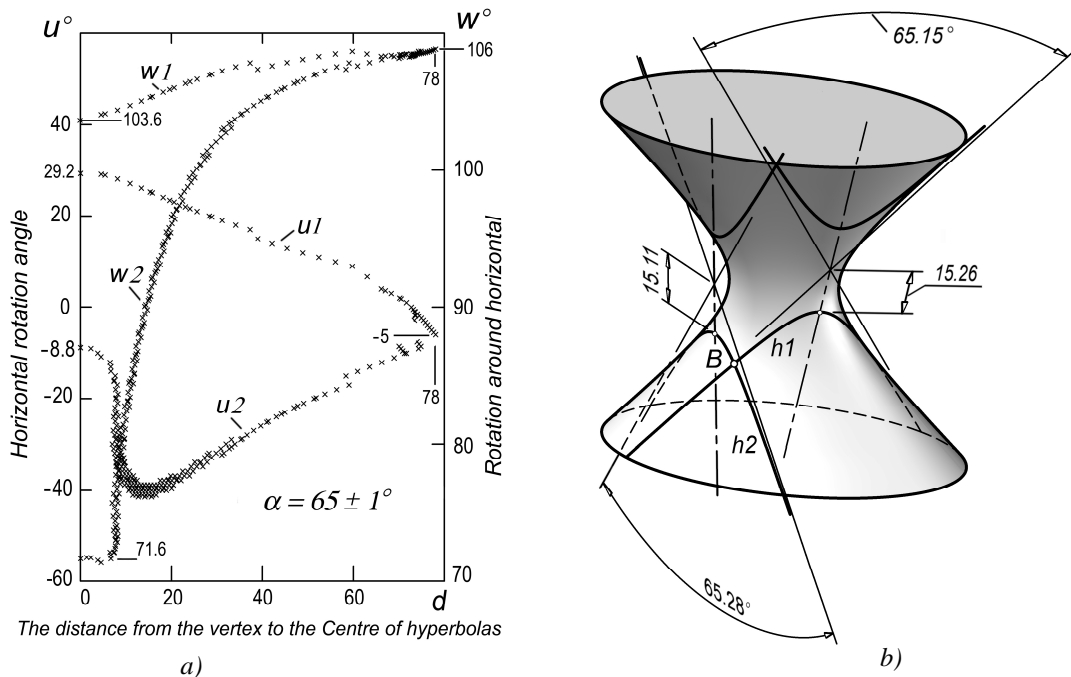 u° w°
106
w1
78
40
103.6
29.2
100
20
u1
w2
0
90
-8.8
-5
-20
78
u2
80
-40
α = 65 ± 1°
71.6
-60
70
0 20 40 60 d
Horizontal rotation angle
Rotation around horizontal
The distance from the vertex to the Centre of hyperbolas
a)
65.15°
15.11
15.26
B
h1
h2
65.28°
b)